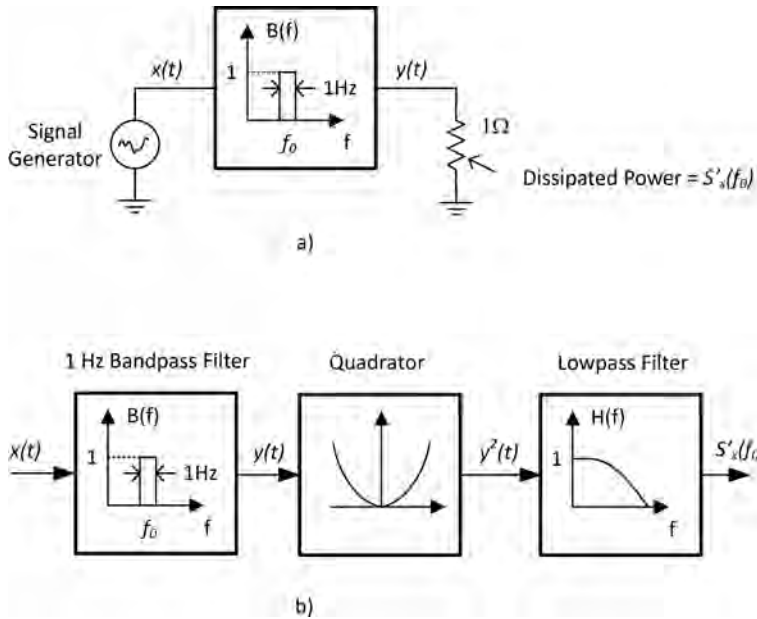 B(f)
x(t)
y(t)
1
1Hz
1Ω
Signal
Generator
f₀
f
Dissipated Power = S'ₓ(f₀)
a)
1 Hz Bandpass Filter
Quadrator
Lowpass Filter
B(f)
H(f)
x(t)
1
1Hz
y(t)
y²(t)
1
S'ₓ(f₀
f₀
f
f
b)